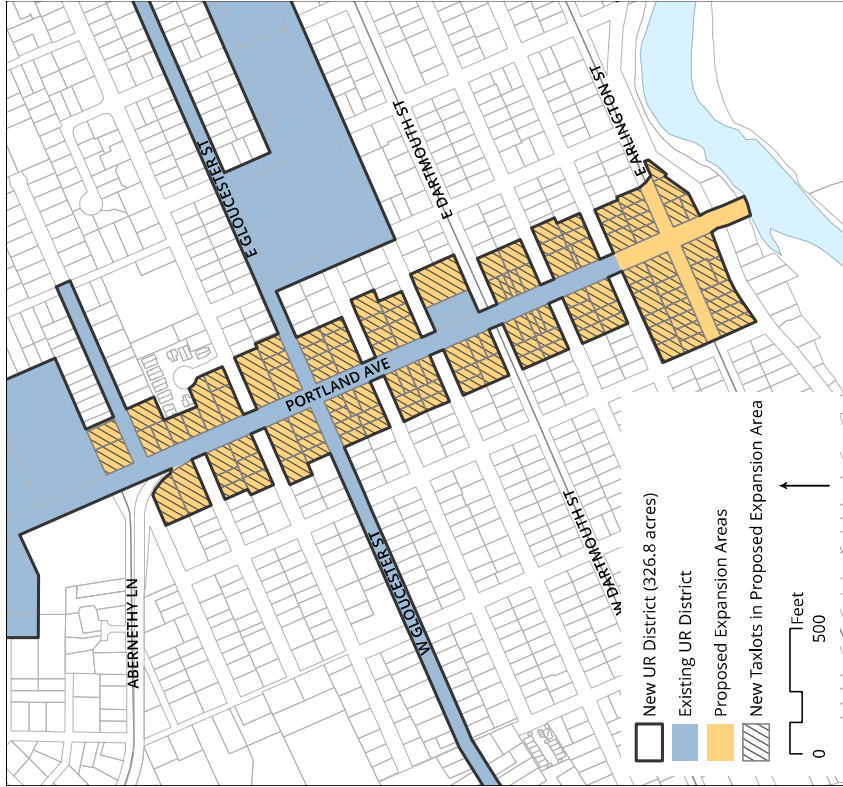 E GLOUCESTER ST
E DARTMOUTH ST
E ARLINGTON ST
PORTLAND AVE
ABERNETHY LN
W GLOUCESTER ST
W DARTMOUTH ST
New UR District (326.8 acres)
Existing UR District
Proposed Expansion Areas
New Taxlots in Proposed Expansion Area
Feet
0 500